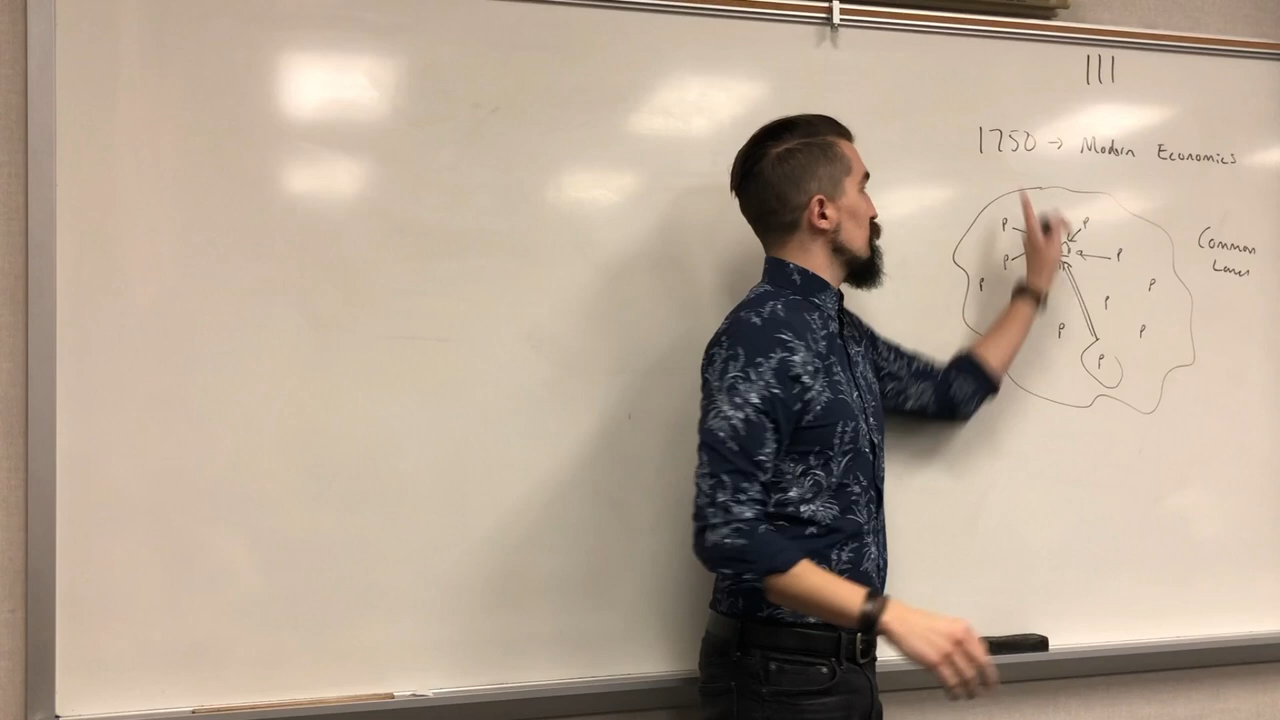 111
1750 → Modern Economics
P P
P P
P P
P
P P
P
Common
Laws